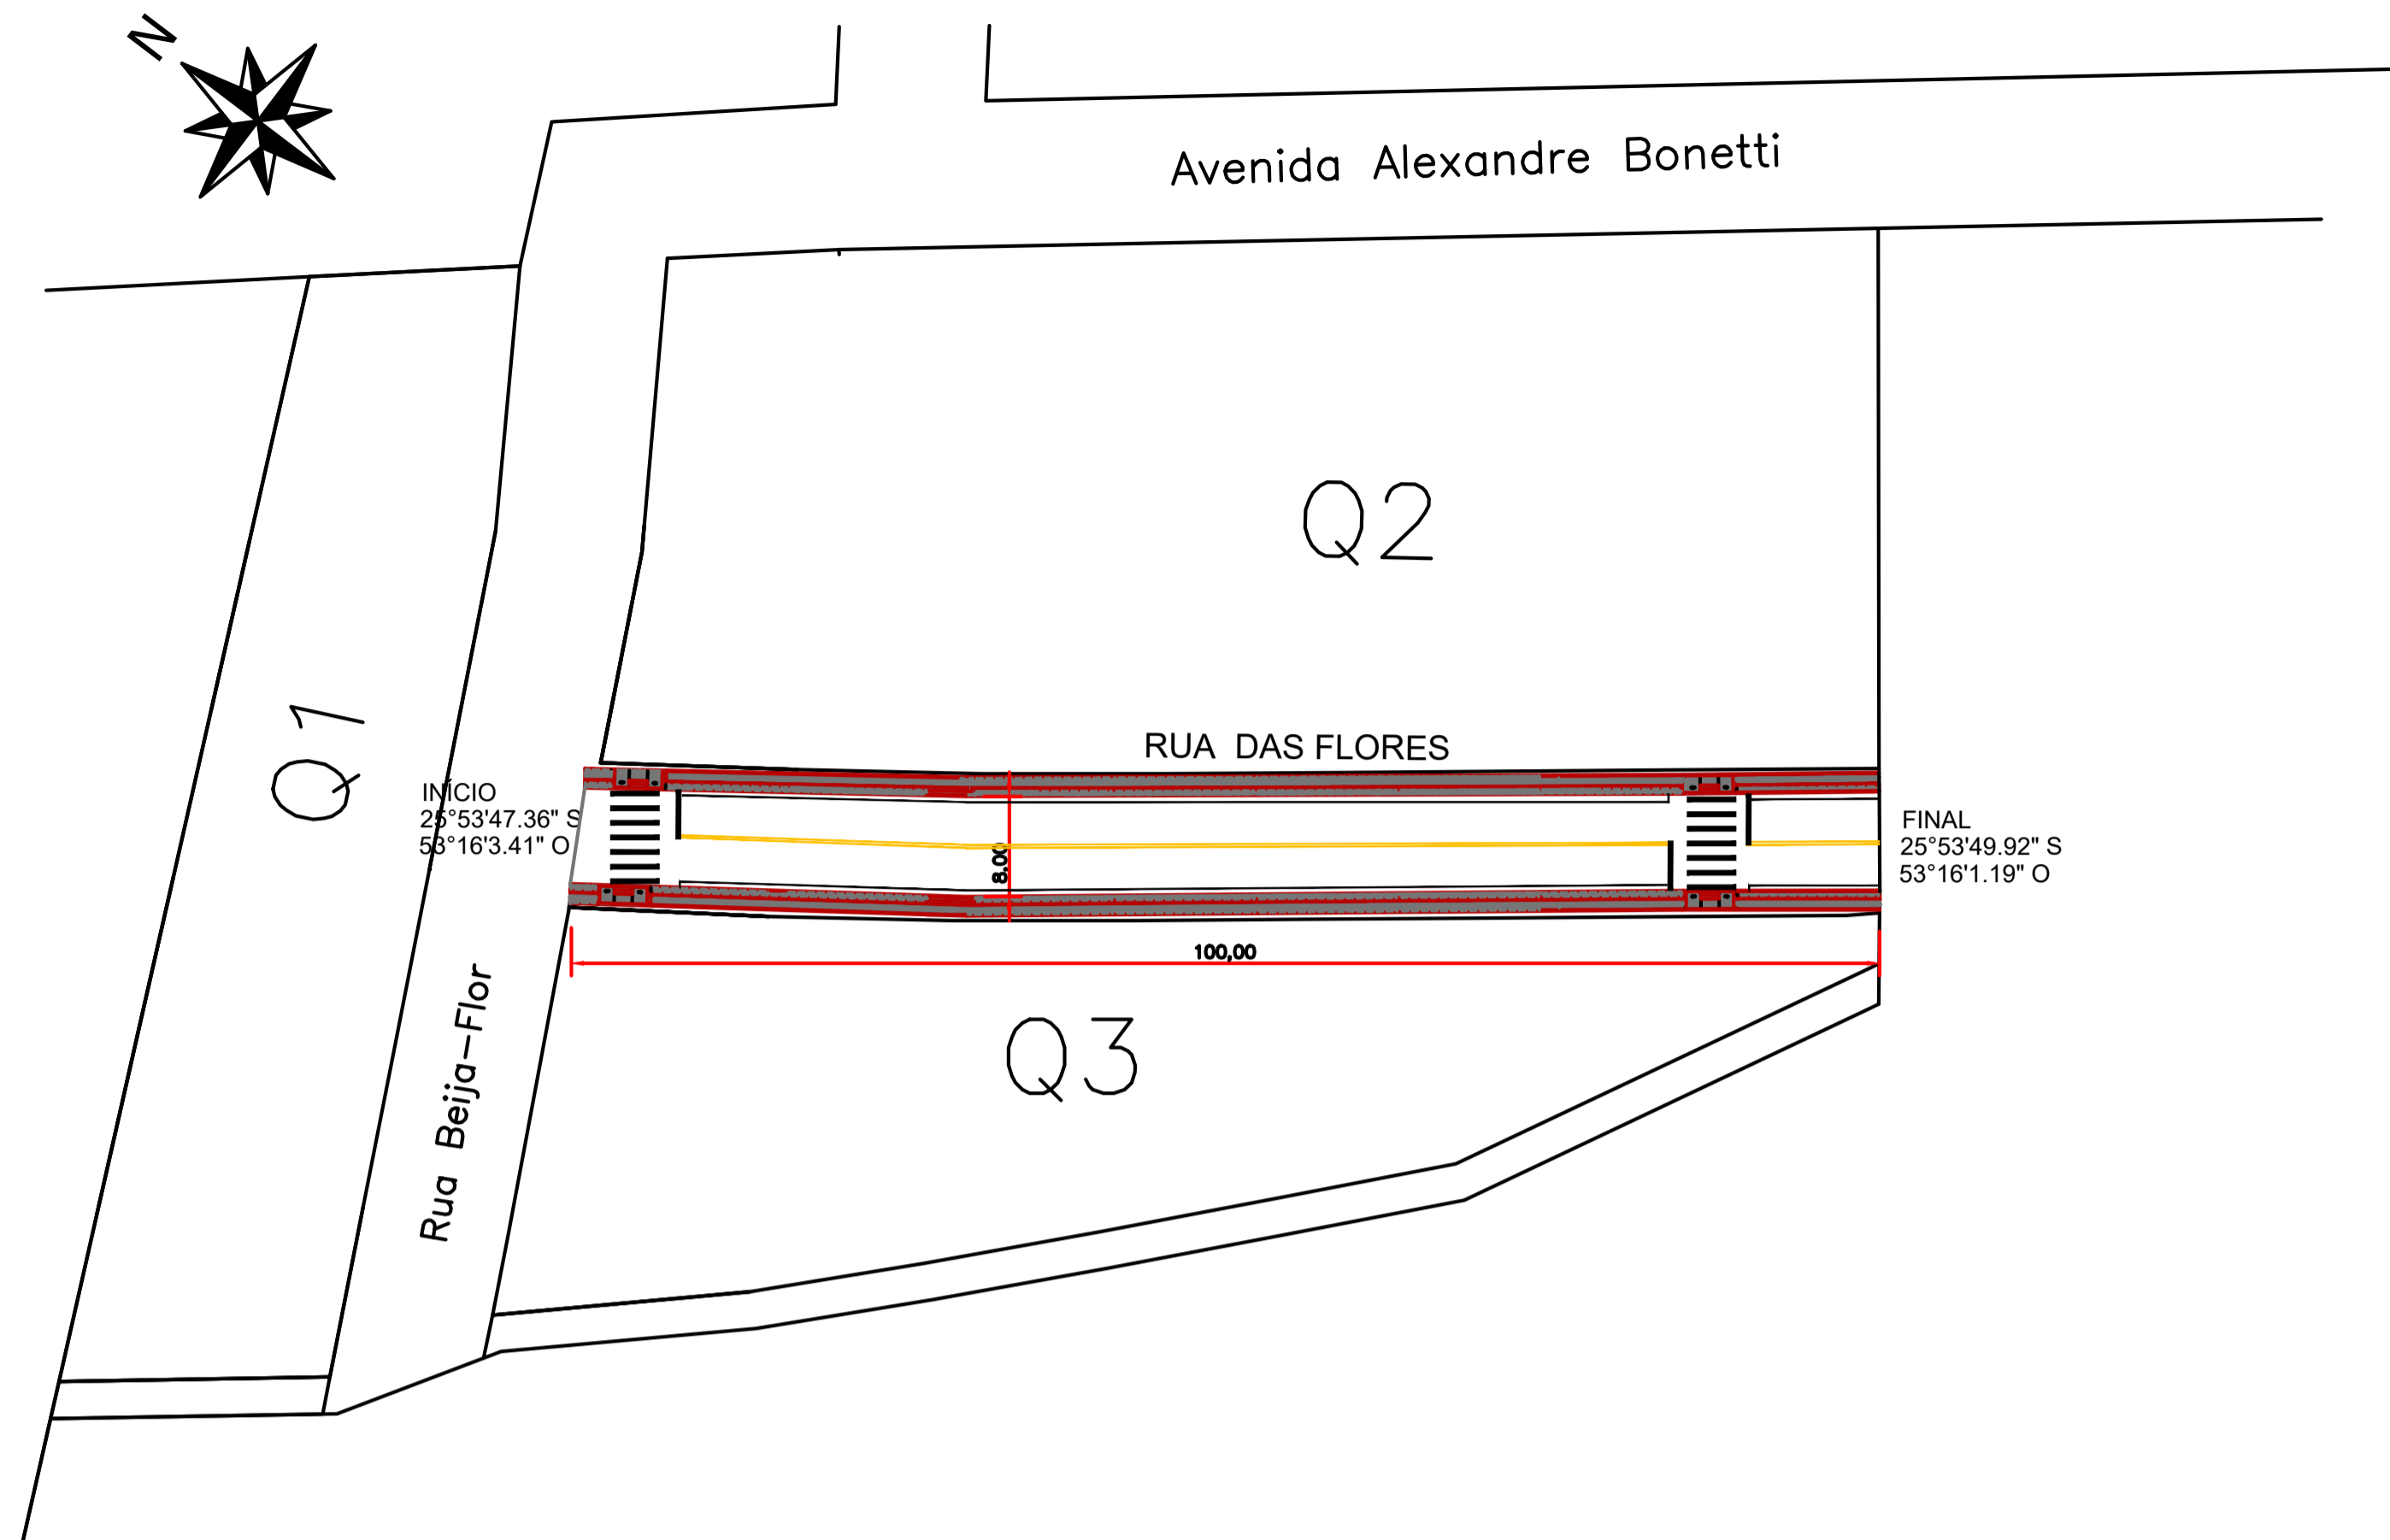 N
Avenida Alexandre Bonetti
Q2
Q1
RUA DAS FLORES
INÍCIO
25°53'47.36" S
53°16'3.41" O
8.00
FINAL
25°53'49.92" S
53°16'1.19" O
100,00
Rua Beija-Flor
Q3